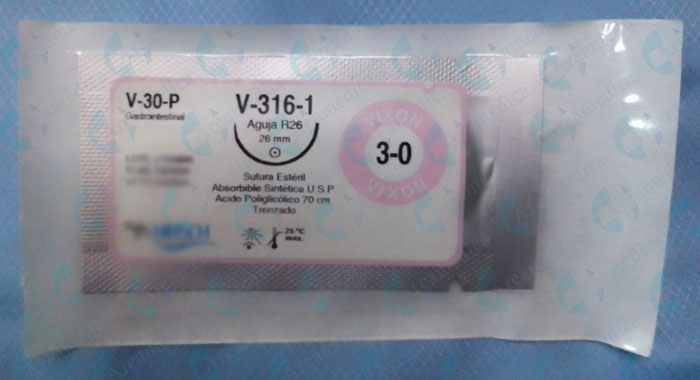 V-30-P
Gastrointestinal
V-316-1
Aguja R26
26 mm
VIXON
3-0
VIXON
Sutura Estéril
Absorbible Sintética U.S.P
Acido Poliglicólico 70 cm
Trenzado
25 °C
max.